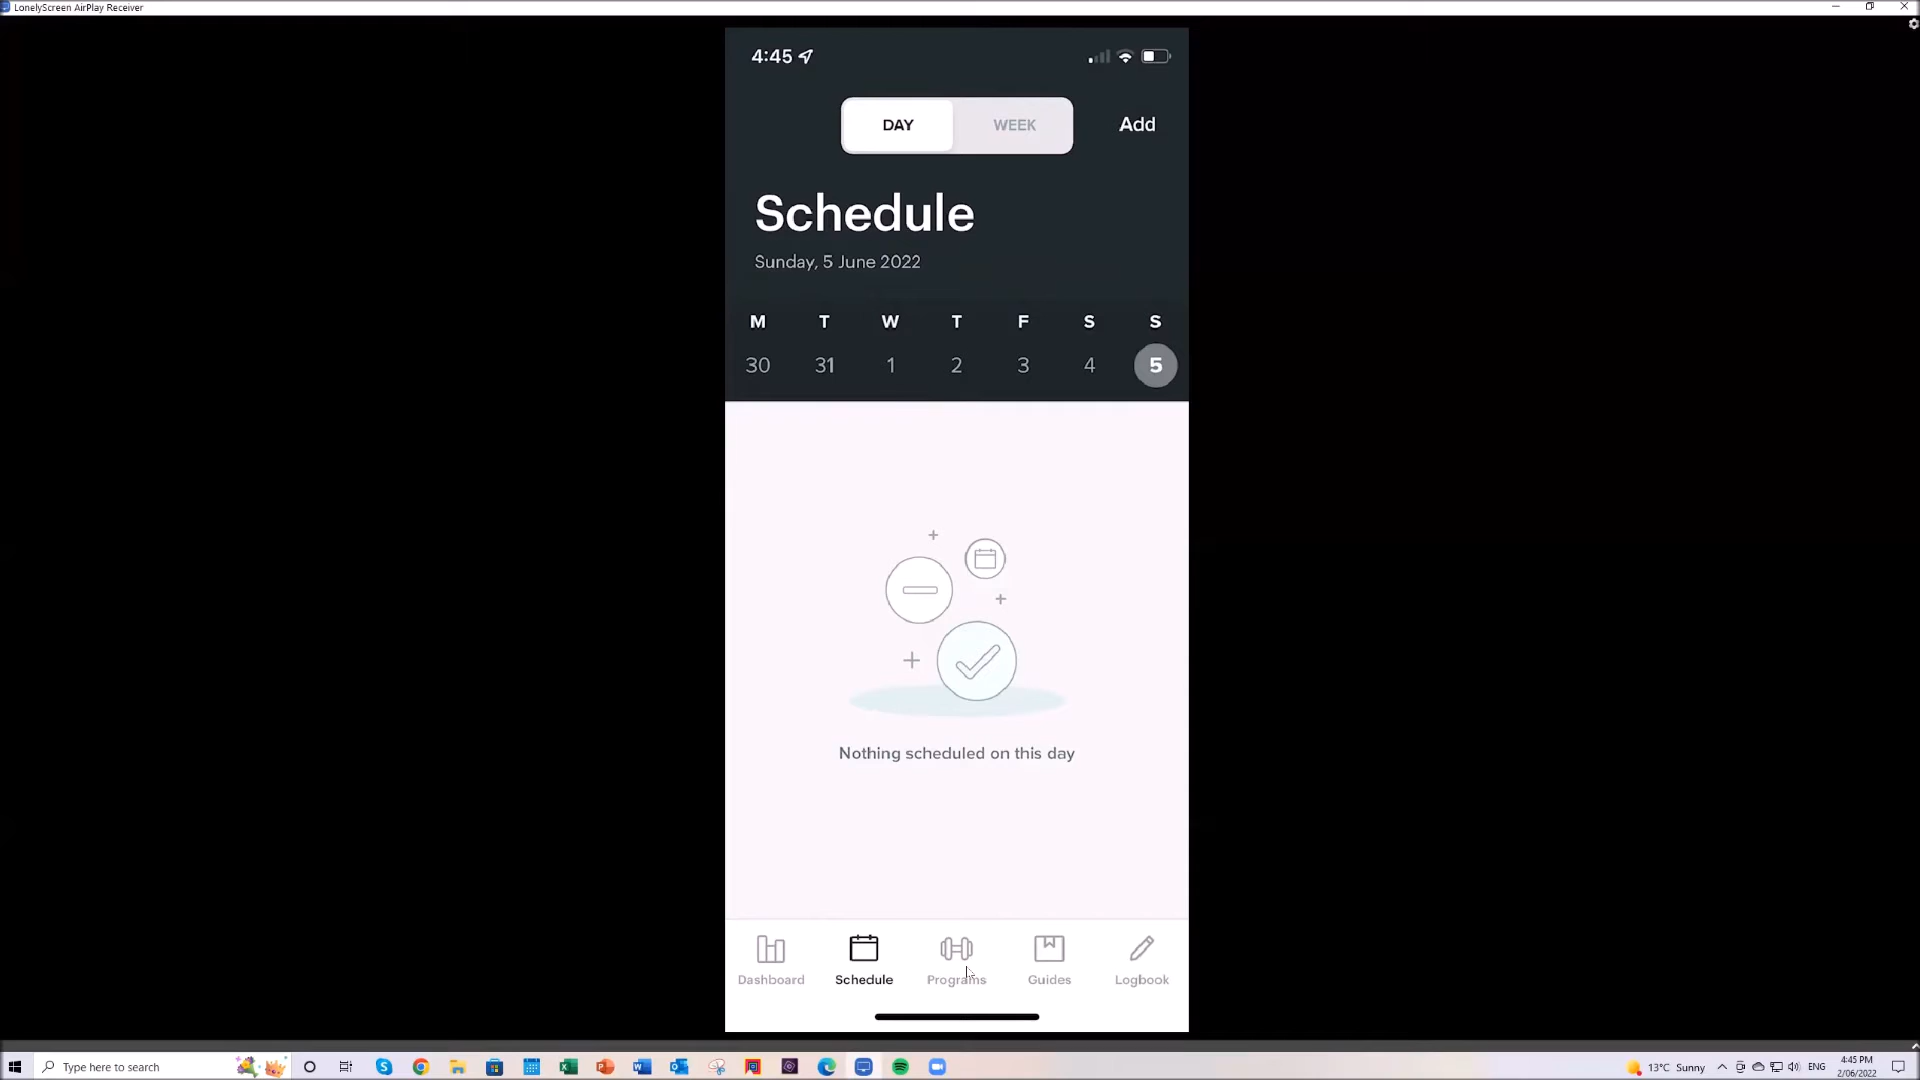 LonelyScreen AirPlay Receiver
4:45
DAY WEEK Add
Schedule
Sunday, 5 June 2022
M T W T F S S
30 31 1 2 3 4 5
Nothing scheduled on this day
Dashboard Schedule Programs Guides Logbook
Type here to search
13°C Sunny
ENG
4:45 PM
2/06/2022